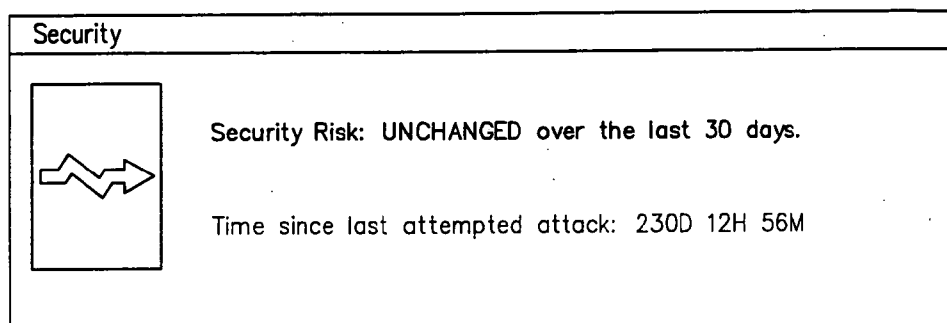 Security
Security Risk: UNCHANGED over the last 30 days.
Time since last attempted attack: 230D 12H 56M